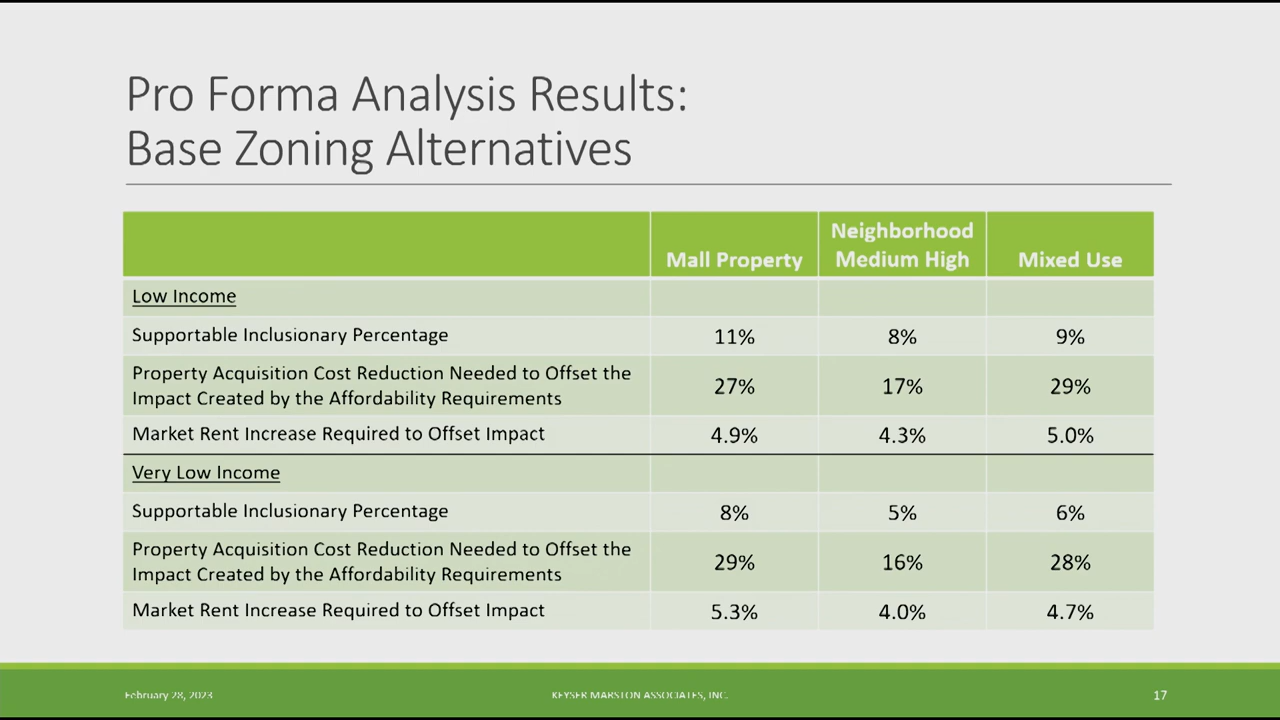 Pro Forma Analysis Results:
Base Zoning Alternatives
Mall Property
Neighborhood
Medium High
Mixed Use
Low Income
Supportable Inclusionary Percentage
11%
8%
9%
Property Acquisition Cost Reduction Needed to Offset the
Impact Created by the Affordability Requirements
27%
17%
29%
Market Rent Increase Required to Offset Impact
4.9%
4.3%
5.0%
Very Low Income
Supportable Inclusionary Percentage
8%
5%
6%
Property Acquisition Cost Reduction Needed to Offset the
Impact Created by the Affordability Requirements
29%
16%
28%
Market Rent Increase Required to Offset Impact
5.3%
4.0%
4.7%
February 28, 2023
KEYSER MARSTON ASSOCIATES, INC.
17